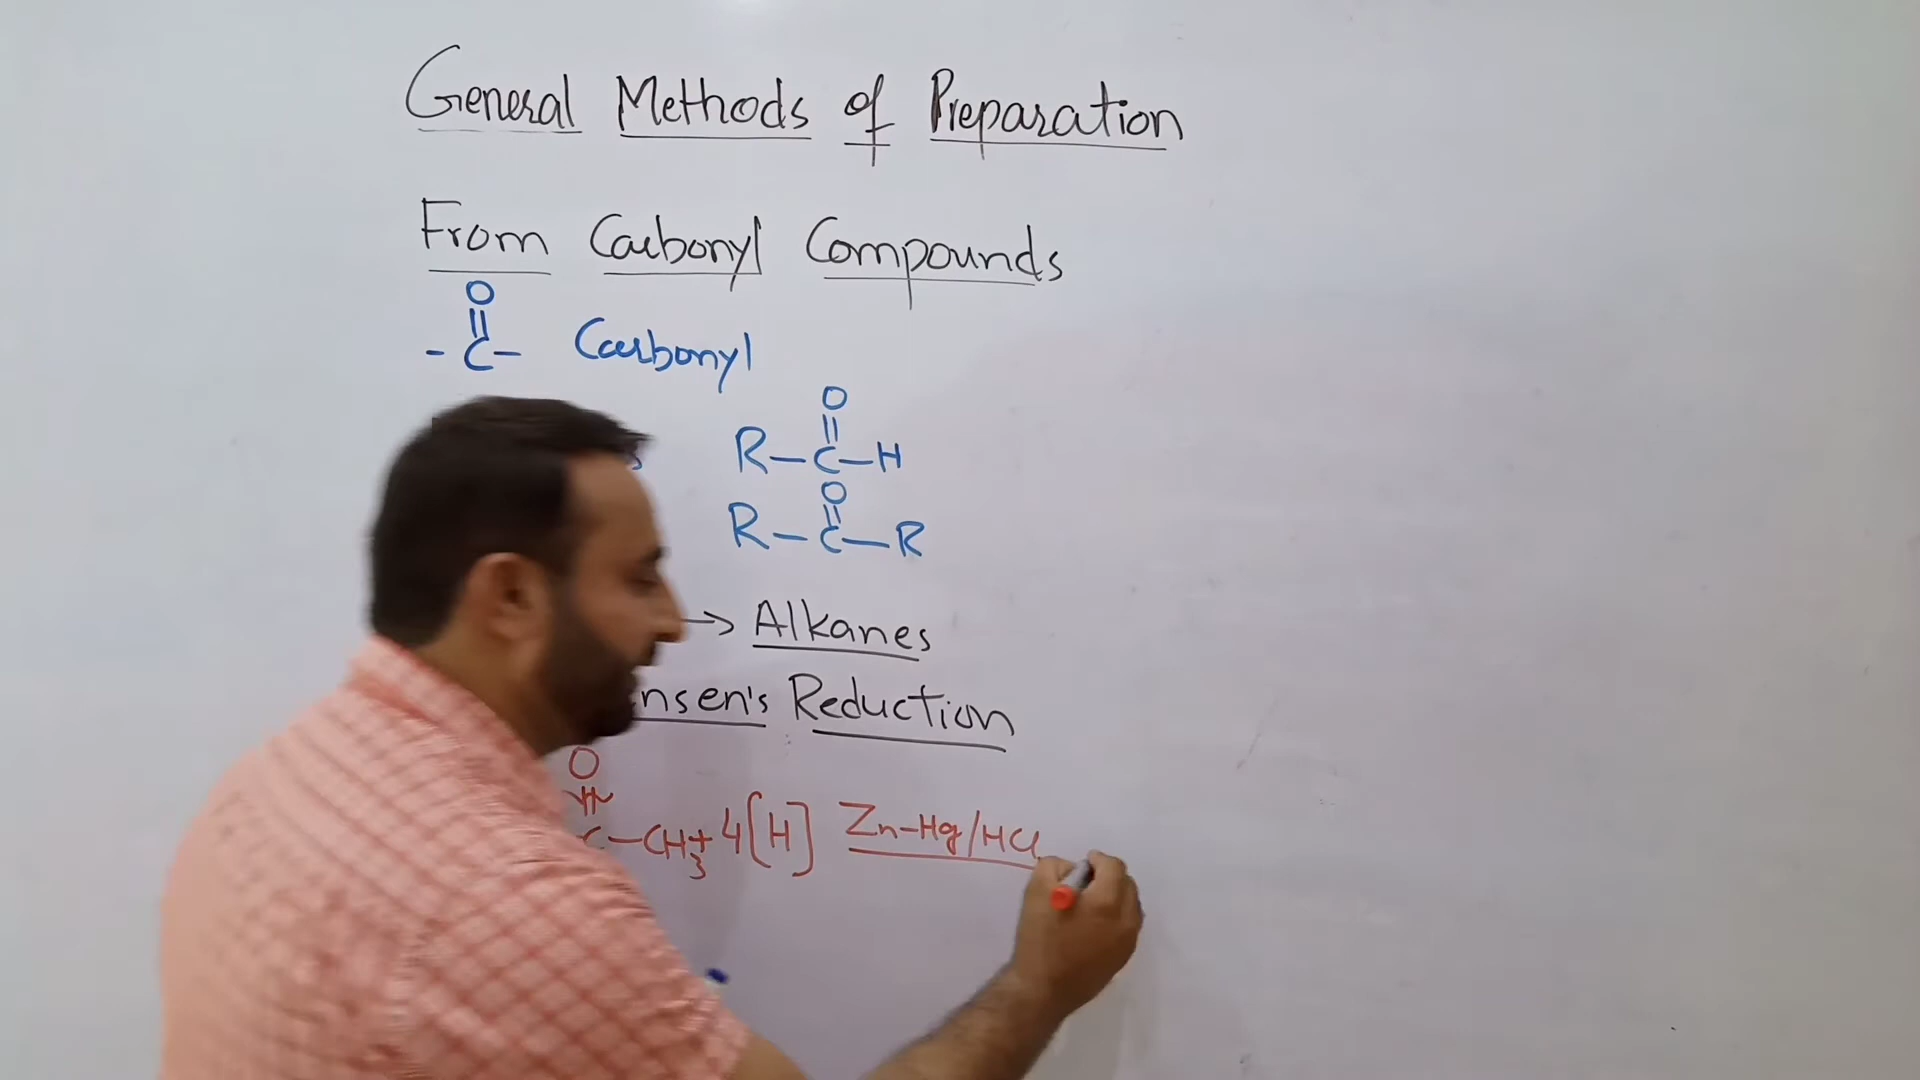 General Methods of Preparation
From Carbonyl Compounds
O
||
-C- Carbonyl
O
||
R-C-H
O
||
R-C-R
→ Alkanes
nsen's Reduction
O
||
C-CH₃ + 4[H] Zn-Hg/HCl